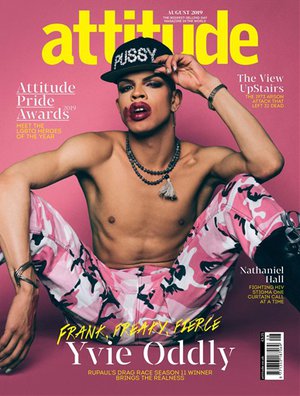 AUGUST 2019
THE BIGGEST-SELLING GAY
MAGAZINE IN THE WORLD
attitude
PUSSY
Attitude
Pride
Awards
2019
MEET THE
LGBTQ HEROES
OF THE YEAR
The View
UpStairs
THE 1973 ARSON
ATTACK THAT
LEFT 32 DEAD
Nathaniel
Hall
FIGHTING HIV
STIGMA ONE
CURTAIN CALL
AT A TIME
FRANK, FREAKY, FIERCE
Yvie Oddly
RUPAUL'S DRAG RACE SEASON 11 WINNER
BRINGS THE REALNESS